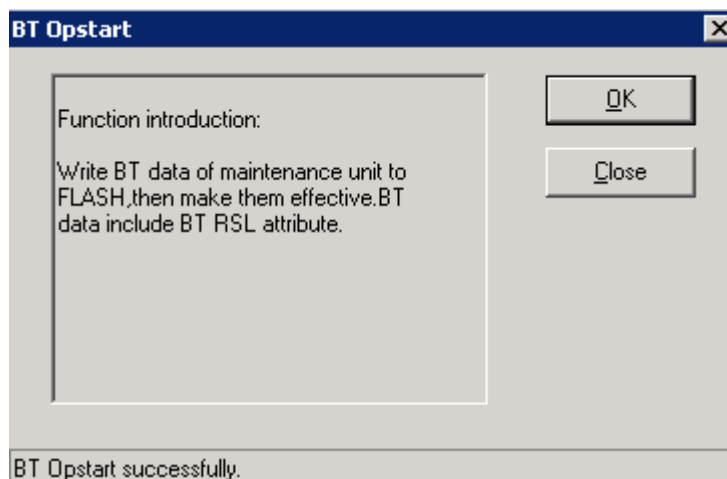 BT Opstart
Function introduction:
Write BT data of maintenance unit to
FLASH,then make them effective.BT
data include BT RSL attribute.
OK
Close
BT Opstart successfully.